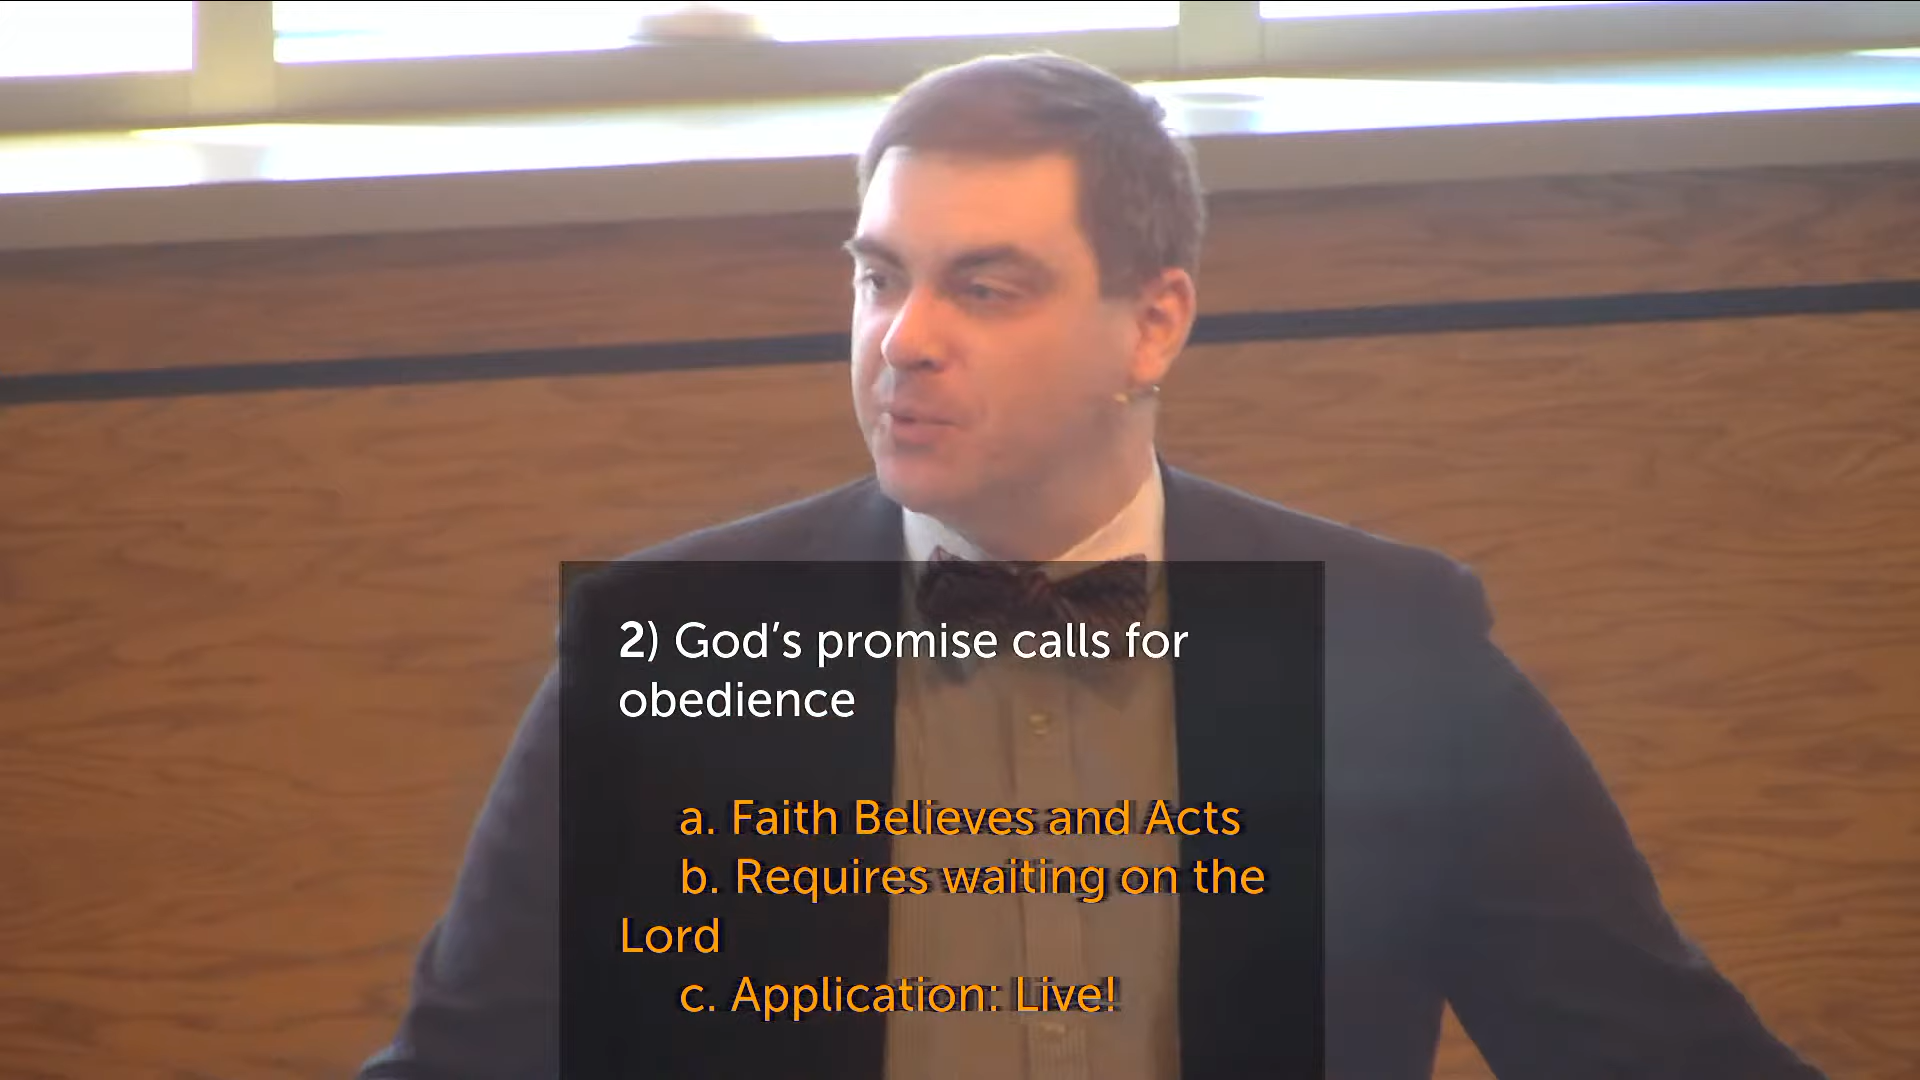 2) God's promise calls for
obedience
a. Faith Believes and Acts
b. Requires waiting on the
Lord
c. Application: Live!